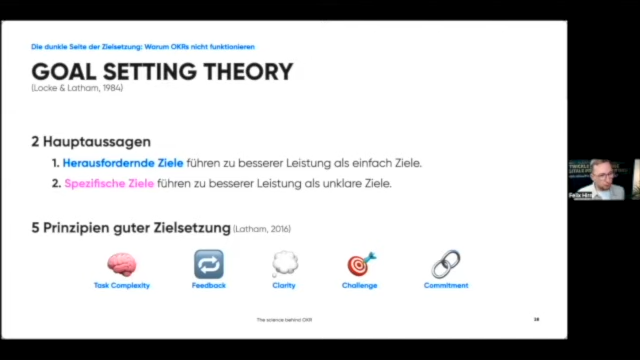 Die dunkle Seite der Zielsetzung: Warum OKRs nicht funktionieren
GOAL SETTING THEORY
(Locke & Latham, 1984)
2 Hauptaussagen
1. Herausfordernde Ziele führen zu besserer Leistung als einfach Ziele.
2. Spezifische Ziele führen zu besserer Leistung als unklare Ziele.
5 Prinzipien guter Zielsetzung (Latham, 2016)
Task Complexity
Feedback
Clarity
Challenge
Commitment
The science behind OKR
Felix